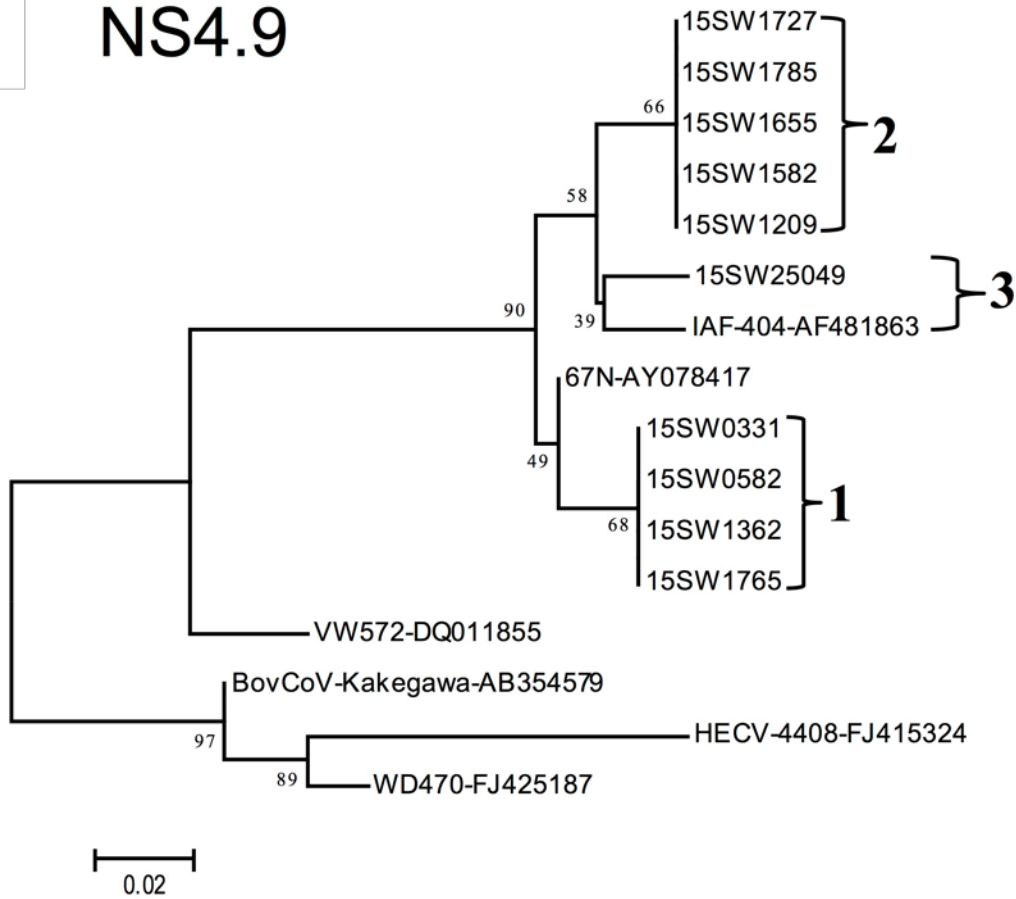 NS4.9
15SW1727
15SW1785
66
15SW1655
2
15SW1582
58
15SW1209
15SW25049
3
90
39
IAF-404-AF481863
67N-AY078417
15SW0331
49
15SW0582
1
68
15SW1362
15SW1765
VW572-DQ011855
BovCoV-Kakegawa-AB354579
97
HECV-4408-FJ415324
89
WD470-FJ425187
0.02